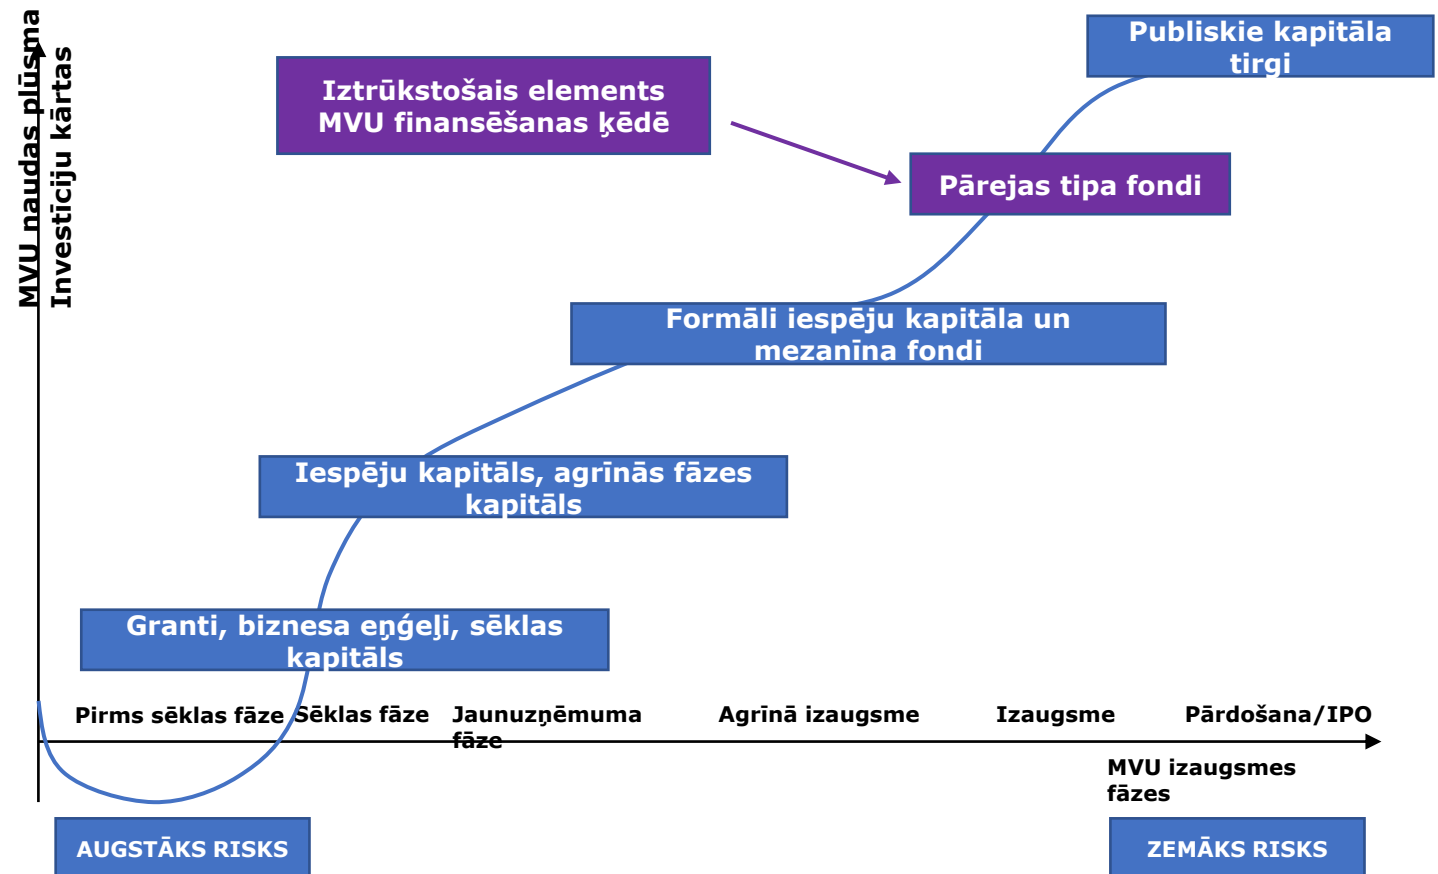 MVU naudas plūsma
Investīciju kārtas
Publiskie kapitāla
tirgi
Iztrūkstošais elements
MVU finansēšanas ķēdē
Pārejas tipa fondi
Formāli iespēju kapitāla un
mezanīna fondi
Iespēju kapitāls, agrīnās fāzes
kapitāls
Granti, biznesa eņģeļi, sēklas
kapitāls
Pirms sēklas fāze
Sēklas fāze
Jaunuzņēmuma
fāze
Agrīnā izaugsme
Izaugsme
Pārdošana/IPO
MVU izaugsmes
fāzes
AUGSTĀKS RISKS
ZEMĀKS RISKS